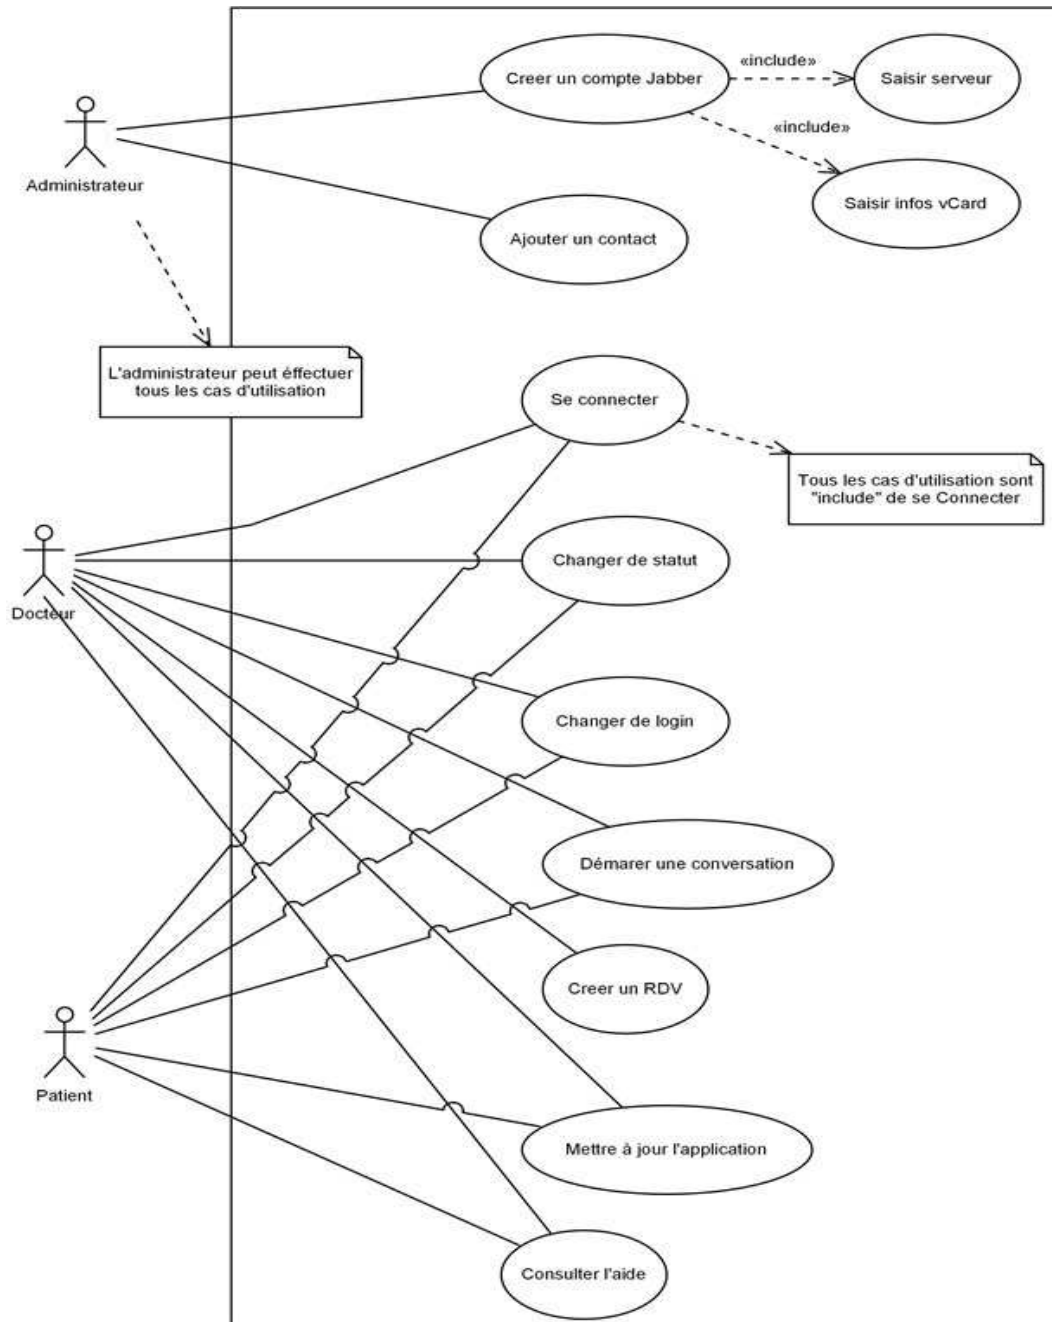 Creer un compte Jabber
«include»
Saisir serveur
«include»
Administrateur
Saisir infos vCard
Ajouter un contact
L'administrateur peut éffectuer
tous les cas d'utilisation
Se connecter
Tous les cas d'utilisation sont
"include" de se Connecter
Changer de statut
Docteur
Changer de login
Démarer une conversation
Creer un RDV
Patient
Mettre à jour l'application
Consulter l'aide